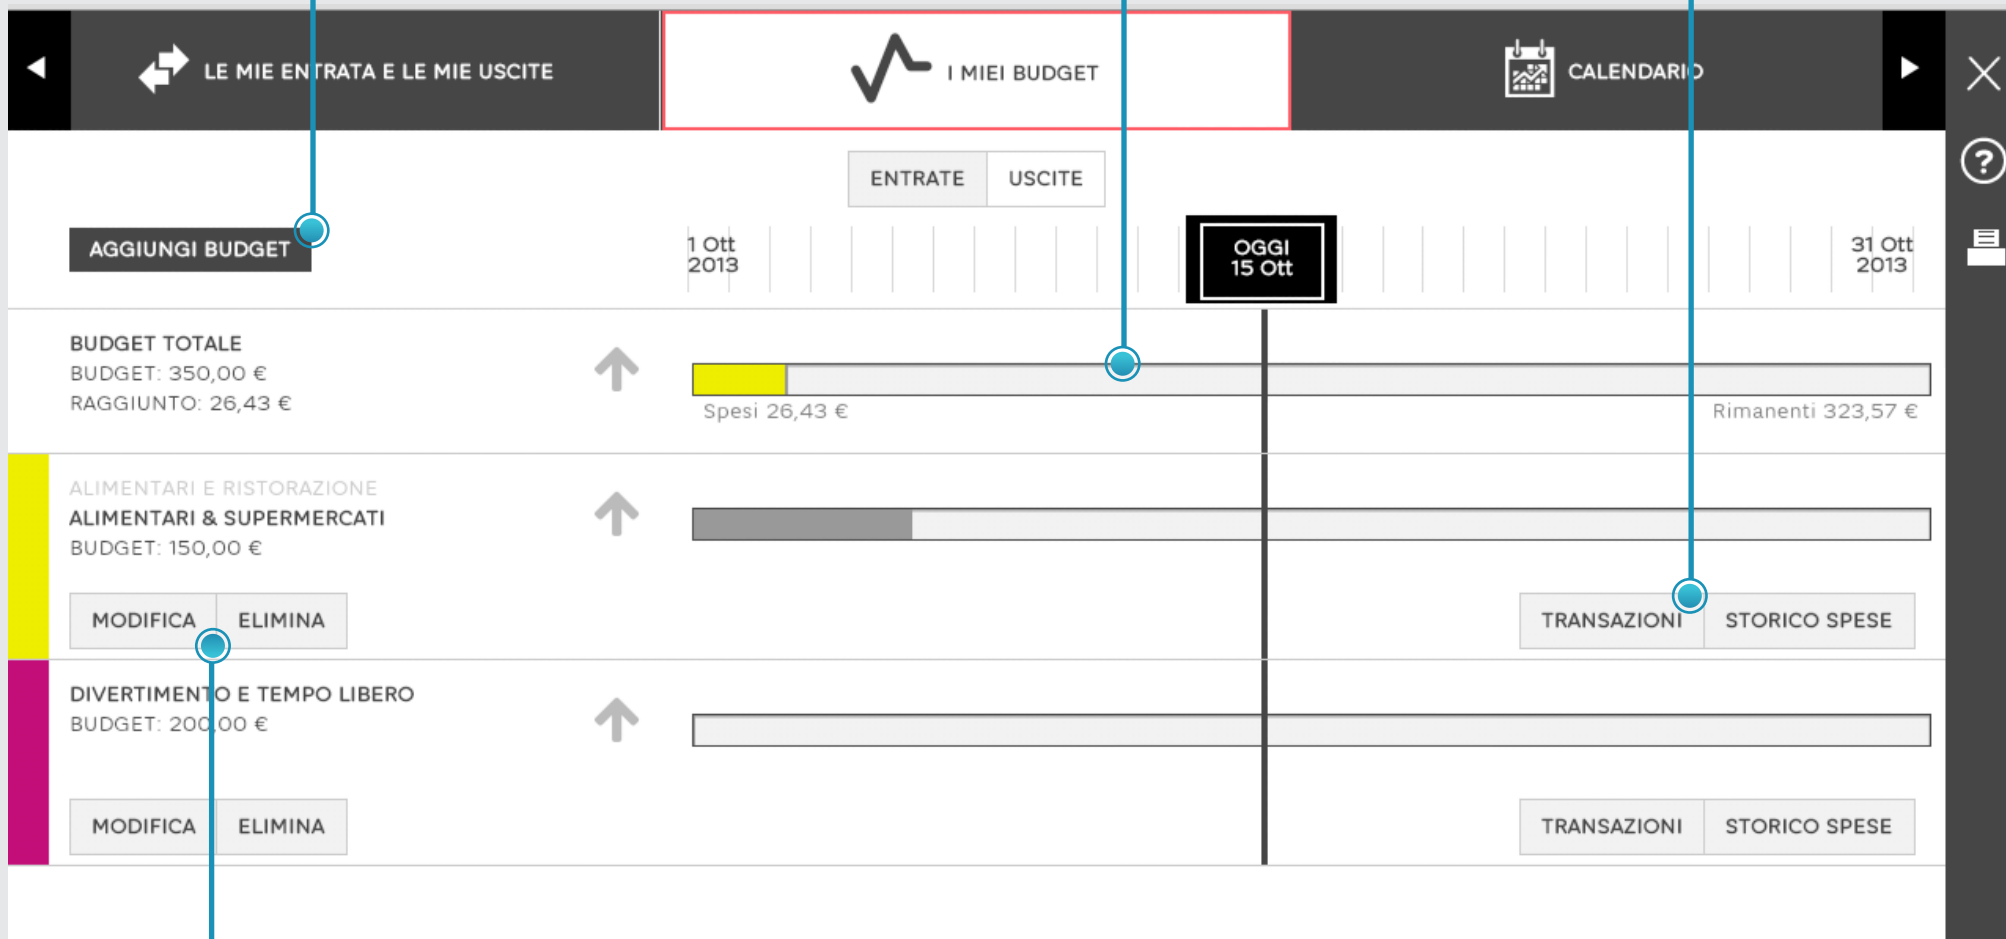 LE MIE ENTRATA E LE MIE USCITE
I MIEI BUDGET
CALENDARIO
?
ENTRATE
USCITE
AGGIUNGI BUDGET
1 Ott
2013
OGGI
15 Ott
31 Ott
2013
BUDGET TOTALE
BUDGET: 350,00 €
RAGGIUNTO: 26,43 €
Spesi 26,43 €
Rimanenti 323,57 €
ALIMENTARI E RISTORAZIONE
ALIMENTARI & SUPERMERCATI
BUDGET: 150,00 €
MODIFICA
ELIMINA
TRANSAZIONI
STORICO SPESE
DIVERTIMENTO E TEMPO LIBERO
BUDGET: 200,00 €
MODIFICA
ELIMINA
TRANSAZIONI
STORICO SPESE